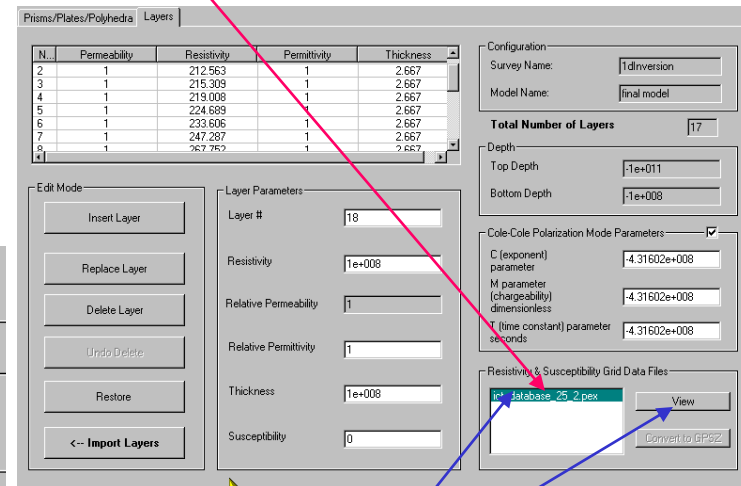 Prisms/Plates/Polyhedra Layers
N... Permeability Resistivity Permittivity Thickness
2 1 212.563 1 2.667
3 1 215.309 1 2.667
4 1 219.008 1 2.667
5 1 224.689 1 2.667
6 1 233.606 1 2.667
7 1 247.287 1 2.667
8 1 267.752 1 2.667
Configuration
Survey Name: 1dInversion
Model Name: final model
Total Number of Layers 17
Depth
Top Depth -1e+011
Bottom Depth -1e+008
Edit Mode
Insert Layer
Replace Layer
Delete Layer
Undo Delete
Restore
<-- Import Layers
Layer Parameters
Layer # 18
Resistivity 1e+008
Relative Permeability 1
Relative Permittivity 1
Thickness 1e+008
Susceptibility 0
Cole-Cole Polarization Mode Parameters
C (exponent)
parameter -4.31602e+008
M parameter
(chargeability)
dimensionless -4.31602e+008
T (time constant) parameter
seconds -4.31602e+008
Resistivity & Susceptibility Grid Data Files
database_25_2.pex
View
Convert to GPSZ